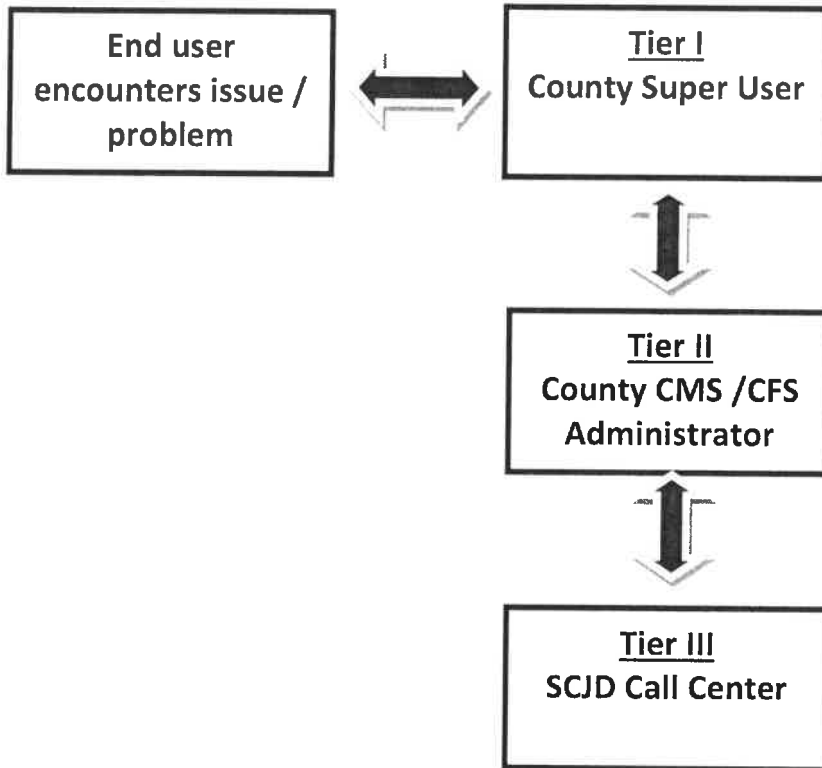 End user
encounters issue /
problem
Tier I
County Super User
Tier II
County CMS /CFS
Administrator
Tier III
SCJD Call Center